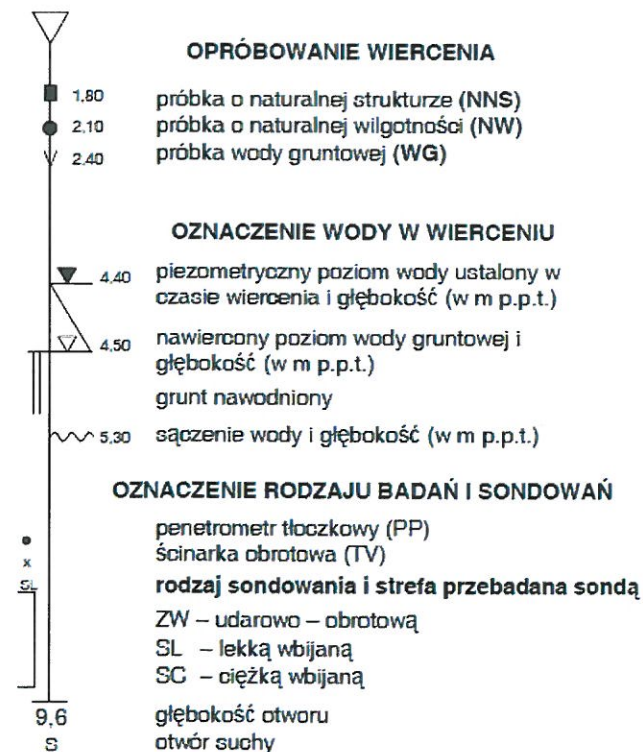 OPRÓBOWANIE WIERCENIA
1,80 próbka o naturalnej strukturze (NNS)
2,10 próbka o naturalnej wilgotności (NW)
2,40 próbka wody gruntowej (WG)
OZNACZENIE WODY W WIERCENIU
4,40 piezometryczny poziom wody ustalony w
czasie wiercenia i głębokość (w m p.p.t.)
4,50 nawiercony poziom wody gruntowej i
głębokość (w m p.p.t.)
grunt nawodniony
5,30 sączenie wody i głębokość (w m p.p.t.)
OZNACZENIE RODZAJU BADAŃ I SONDOWAŃ
penetrometr tłoczkowy (PP)
x ścinarka obrotowa (TV)
SL rodzaj sondowania i strefa przebadana sondą
ZW – udarowo – obrotową
SL – lekką wbijaną
SC – ciężką wbijaną
9,6 głębokość otworu
S otwór suchy